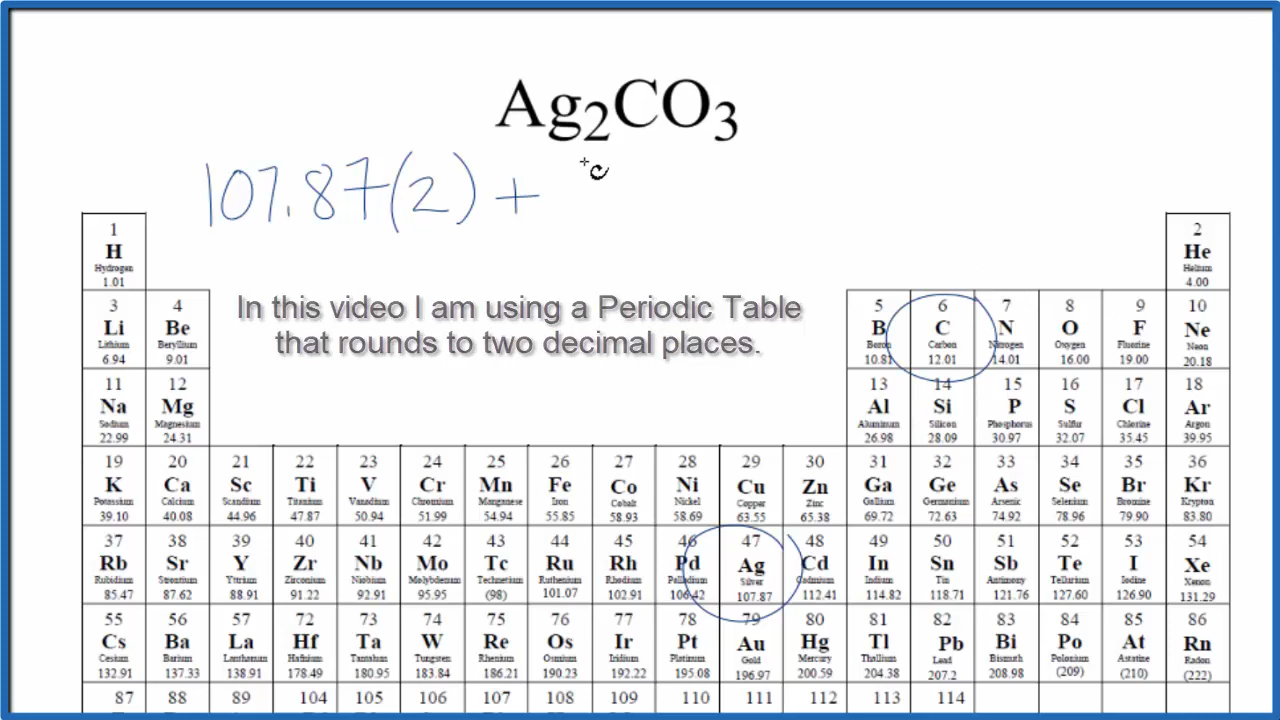 Ag2CO3
107.87(2) +
1 2
H He
Hydrogen Helium
1.01 4.00
In this video I am using a Periodic Table
that rounds to two decimal places.
3 4 5 6 7 8 9 10
Li Be B C N O F Ne
Lithium Beryllium Boron Carbon Nitrogen Oxygen Fluorine Neon
6.94 9.01 10.81 12.01 14.01 16.00 19.00 20.18
11 12 13 14 15 16 17 18
Na Mg Al Si P S Cl Ar
Sodium Magnesium Aluminum Silicon Phosphorus Sulfur Chlorine Argon
22.99 24.31 26.98 28.09 30.97 32.07 35.45 39.95
19 20 21 22 23 24 25 26 27 28 29 30 31 32 33 34 35 36
K Ca Sc Ti V Cr Mn Fe Co Ni Cu Zn Ga Ge As Se Br Kr
Potassium Calcium Scandium Titanium Vanadium Chromium Manganese Iron Cobalt Nickel Copper Zinc Gallium Germanium Arsenic Selenium Bromine Krypton
39.10 40.08 44.96 47.87 50.94 51.99 54.94 55.85 58.93 58.69 63.55 65.38 69.72 72.63 74.92 78.96 79.90 83.80
37 38 39 40 41 42 43 44 45 46 47 48 49 50 51 52 53 54
Rb Sr Y Zr Nb Mo Tc Ru Rh Pd Ag Cd In Sn Sb Te I Xe
Rubidium Strontium Yttrium Zirconium Niobium Molybdenum Technetium Ruthenium Rhodium Palladium Silver Cadmium Indium Tin Antimony Tellurium Iodine Xenon
85.47 87.62 88.91 91.22 92.91 95.95 (98) 101.07 102.91 106.42 107.87 112.41 114.82 118.71 121.76 127.60 126.90 131.29
55 56 57 72 73 74 75 76 77 78 79 80 81 82 83 84 85 86
Cs Ba La Hf Ta W Re Os Ir Pt Au Hg Tl Pb Bi Po At Rn
Cesium Barium Lanthanum Hafnium Tantalum Tungsten Rhenium Osmium Iridium Platinum Gold Mercury Thallium Lead Bismuth Polonium Astatine Radon
132.91 137.33 138.91 178.49 180.95 183.84 186.21 190.23 192.22 195.08 196.97 200.59 204.38 207.2 208.98 (209) (210) (222)
87 88 89 104 105 106 107 108 109 110 111 112 113 114